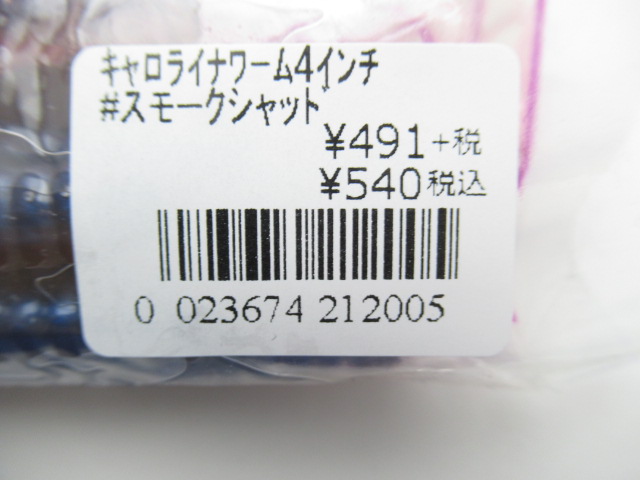 キャロライナワーム4インチ
#スモークシャット゛
¥491+税
¥540税込
0 023674 212005